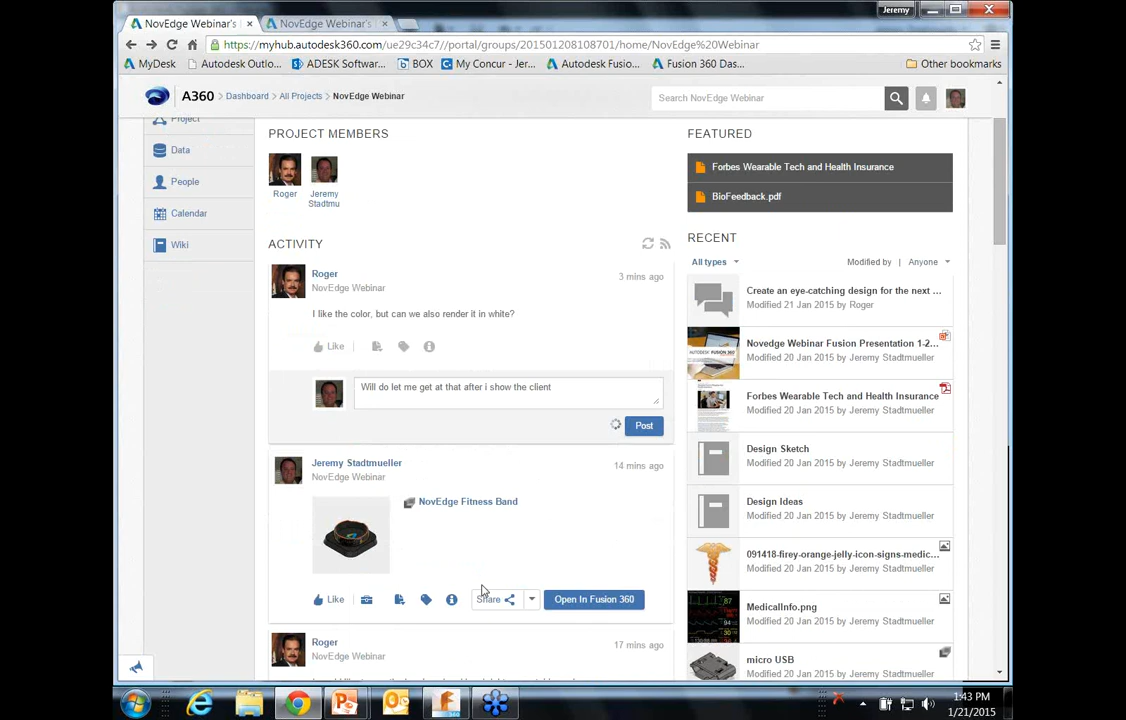 Jeremy
NovEdge Webinar's
NovEdge Webinar's
https://myhub.autodesk360.com/ue29c34c7//portal/groups/201501208108701/home/NovEdge%20Webinar
MyDesk
Autodesk Outlo...
ADESK Softwar...
BOX
My Concur - Jer...
Autodesk Fusio...
Fusion 360 Das...
Other bookmarks
A360
Dashboard > All Projects > NovEdge Webinar
Search NovEdge Webinar
Project
Data
People
Calendar
Wiki
PROJECT MEMBERS
Roger
Jeremy
Stadtmu
ACTIVITY
Roger
3 mins ago
NovEdge Webinar
I like the color, but can we also render it in white?
Like
Will do let me get at that after i show the client
Post
Jeremy Stadtmueller
14 mins ago
NovEdge Webinar
NovEdge Fitness Band
Like
Share
Open In Fusion 360
Roger
17 mins ago
NovEdge Webinar
FEATURED
Forbes Wearable Tech and Health Insurance
BioFeedback.pdf
RECENT
All types
Modified by | Anyone
Create an eye-catching design for the next ...
Modified 21 Jan 2015 by Roger
Novedge Webinar Fusion Presentation 1-2...
Modified 20 Jan 2015 by Jeremy Stadtmueller
Forbes Wearable Tech and Health Insurance
Modified 20 Jan 2015 by Jeremy Stadtmueller
Design Sketch
Modified 20 Jan 2015 by Jeremy Stadtmueller
Design Ideas
Modified 20 Jan 2015 by Jeremy Stadtmueller
091418-firey-orange-jelly-icon-signs-medic...
Modified 20 Jan 2015 by Jeremy Stadtmueller
MedicalInfo.png
Modified 20 Jan 2015 by Jeremy Stadtmueller
micro USB
Modified 20 Jan 2015 by Jeremy Stadtmueller
1:43 PM
1/21/2015